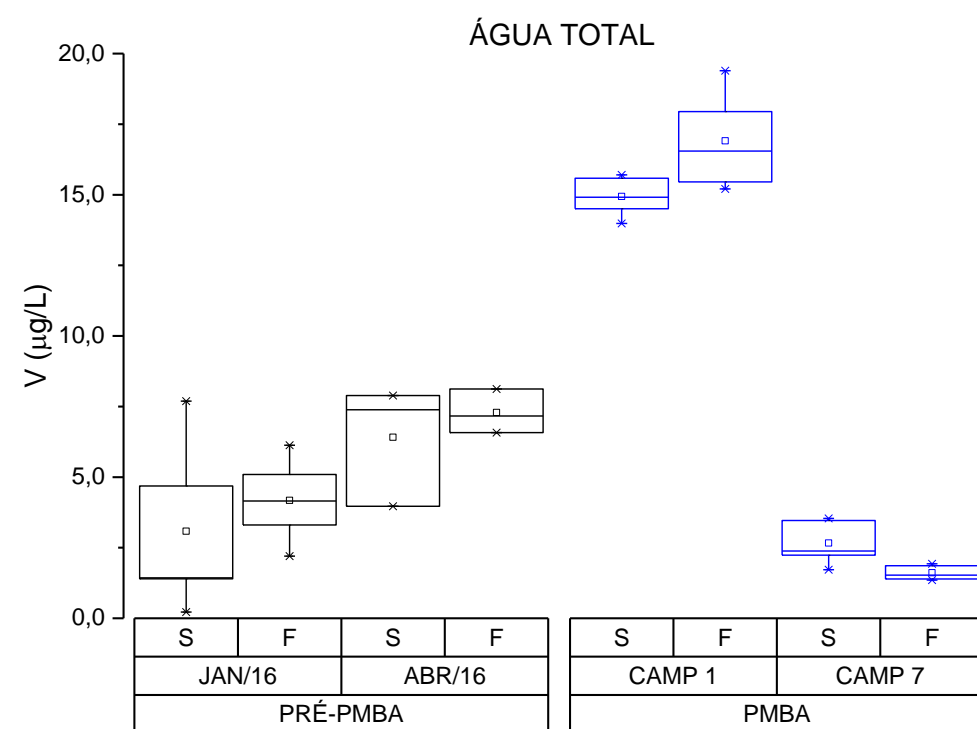 ÁGUA TOTAL
20,0
15,0
10,0
5,0
0,0
V (µg/L)
S F S F S F S F
JAN/16 ABR/16 CAMP 1 CAMP 7
PRÉ-PMBA PMBA